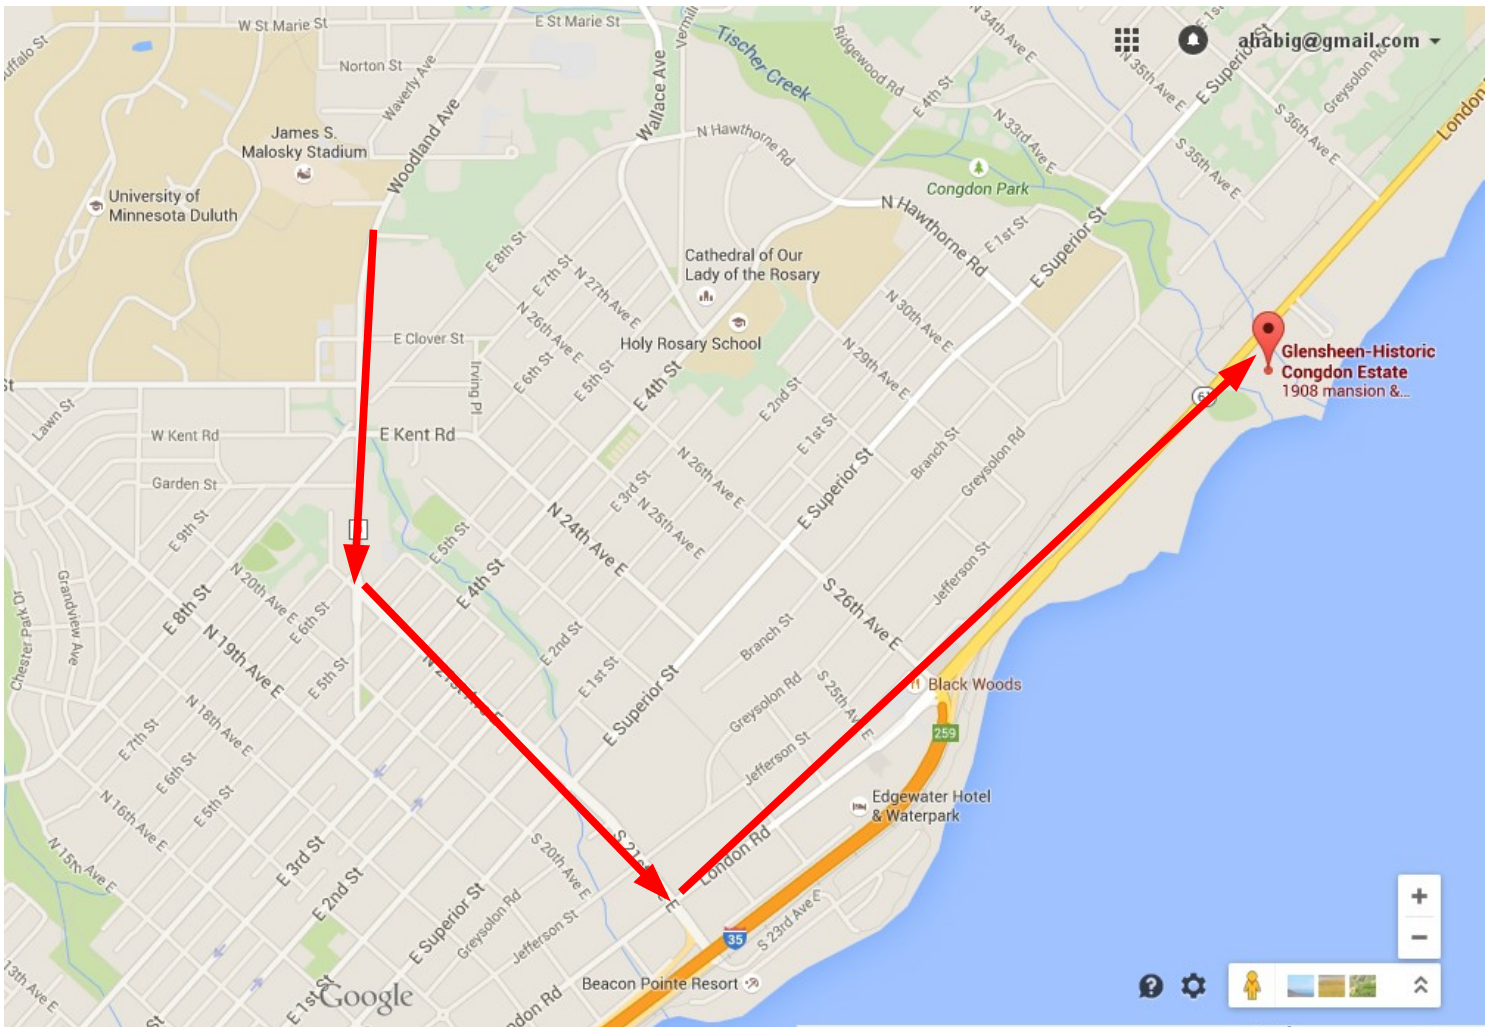 W St Marie St
E St Marie St
Tischer
Creek
Ridgewood Rd
N 34th Ave E
E 1st
ahabig@gmail.com
E Superior St
N 35th Ave E
S 36th Ave E
Greysolon Rd
London
Norton St
Waverly Ave
Woodland Ave
Wallace Ave
E 4th St
N 33rd Ave E
S 35th Ave E
James S.
Malosky Stadium
N Hawthorne Rd
Congdon Park
University of
Minnesota Duluth
N Hawthorne Rd
E 1st St
E Superior St
Cathedral of Our
Lady of the Rosary
E 8th St
E 7th St
N 27th Ave E
N 26th Ave E
N 30th Ave E
Holy Rosary School
E Clover St
Irving Pl
E 6th St
E 5th St
E 4th St
N 29th Ave E
E 2nd St
Glensheen-Historic
Congdon Estate
1908 mansion &...
61
St
Lawn St
W Kent Rd
E Kent Rd
E 1st St
Branch St
Greysolon Rd
N 26th Ave E
E Superior St
Garden St
E 3rd St
N 25th Ave E
N 24th Ave E
E 9th St
E 5th St
E 4th St
Grandview Ave
Chester Park Dr
N 20th Ave E
E 8th St
E 6th St
E 5th St
N 19th Ave E
E 2nd St
E 1st St
E Superior St
S 26th Ave E
Jefferson St
Branch St
Black Woods
S 25th Ave E
Greysolon Rd
259
Jefferson St
N 18th Ave E
E 7th St
E 6th St
E 5th St
N 16th Ave E
E 3rd St
E 2nd St
Edgewater Hotel
& Waterpark
London Rd
S 20th Ave E
E Superior St
Greysolon Rd
Jefferson St
35
S 23rd Ave E
Beacon Pointe Resort
13th Ave E
E 1st St
Google
+
−
?